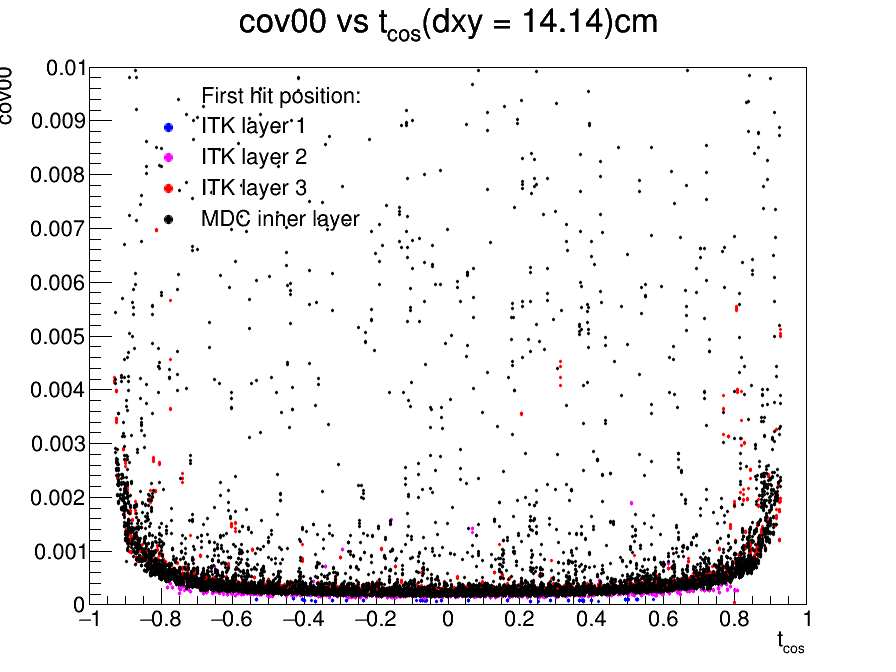 cov00 vs t_cos(dxy = 14.14)cm
cov00
0.01
0.009
0.008
0.007
0.006
0.005
0.004
0.003
0.002
0.001
0
First hit position:
ITK layer 1
ITK layer 2
ITK layer 3
MDC inher layer
−1
−0.8
−0.6
−0.4
−0.2
0
0.2
0.4
0.6
0.8
1
t_cos